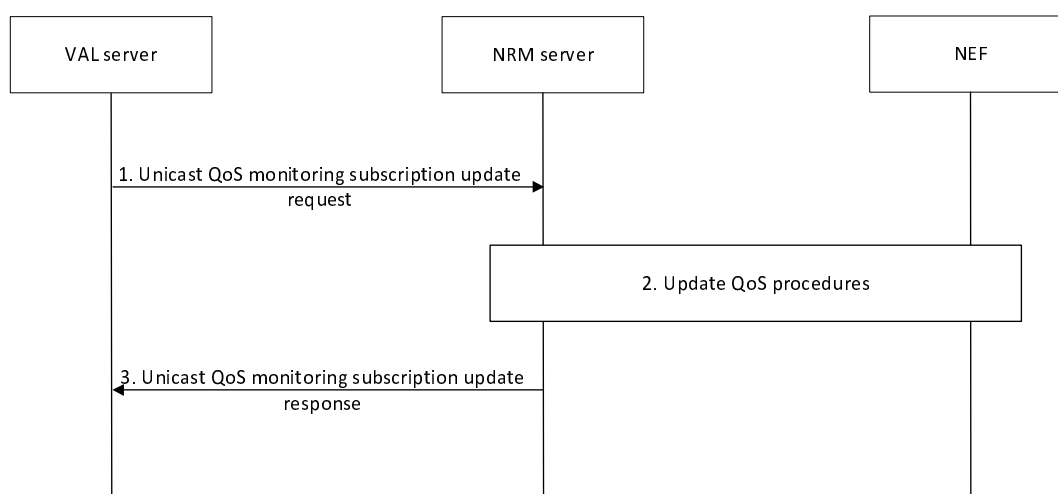 VAL server
NRM server
NEF
1. Unicast QoS monitoring subscription update
request
2. Update QoS procedures
3. Unicast QoS monitoring subscription update
response